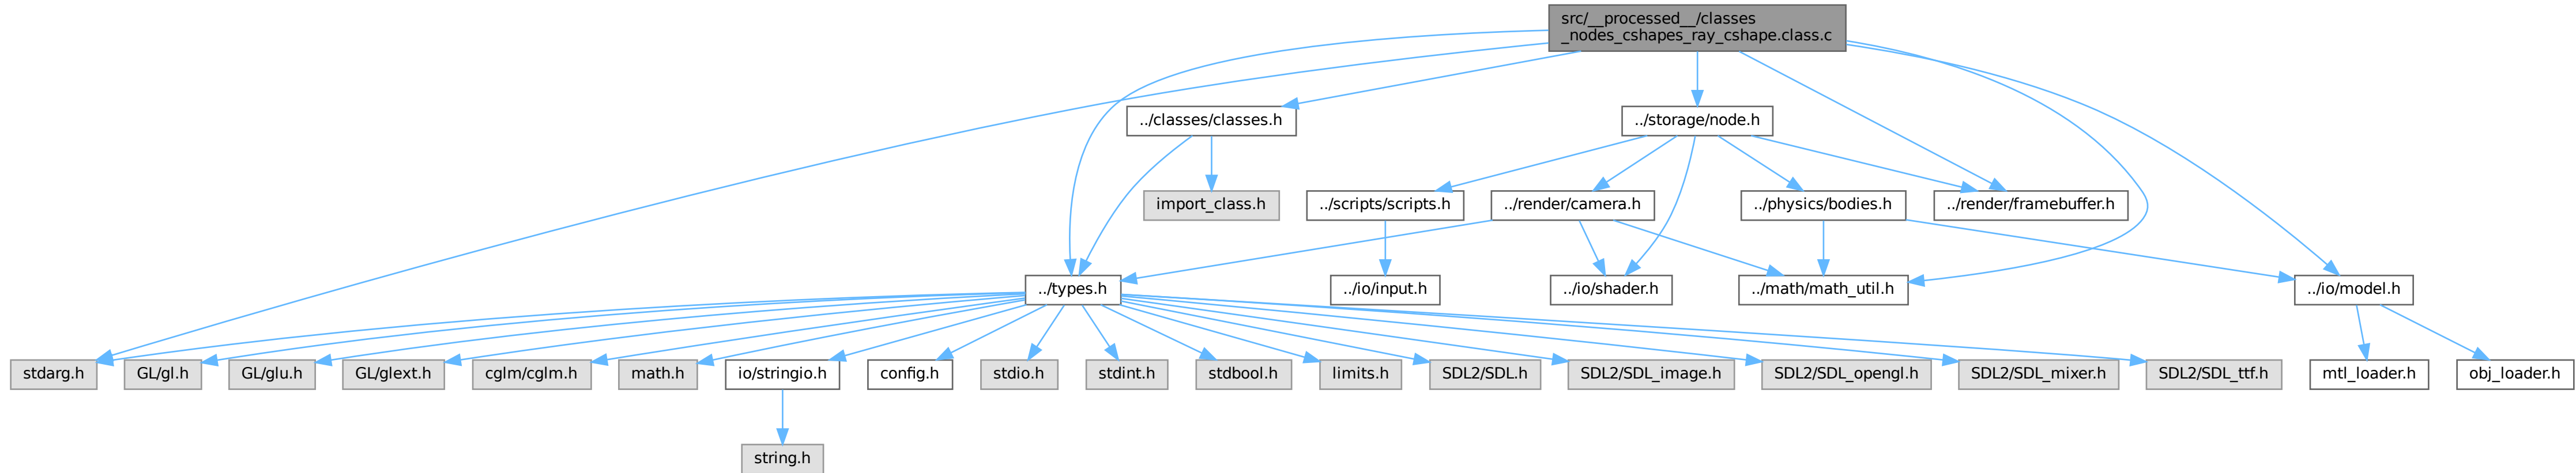 src/__processed__/classes
_nodes_cshapes_ray_cshape.class.c
../classes/classes.h
../storage/node.h
import_class.h
../scripts/scripts.h
../render/camera.h
../physics/bodies.h
../render/framebuffer.h
../types.h
../io/input.h
../io/shader.h
../math/math_util.h
../io/model.h
stdarg.h
GL/gl.h
GL/glu.h
GL/glext.h
cglm/cglm.h
math.h
io/stringio.h
config.h
stdio.h
stdint.h
stdbool.h
limits.h
SDL2/SDL.h
SDL2/SDL_image.h
SDL2/SDL_opengl.h
SDL2/SDL_mixer.h
SDL2/SDL_ttf.h
mtl_loader.h
obj_loader.h
string.h